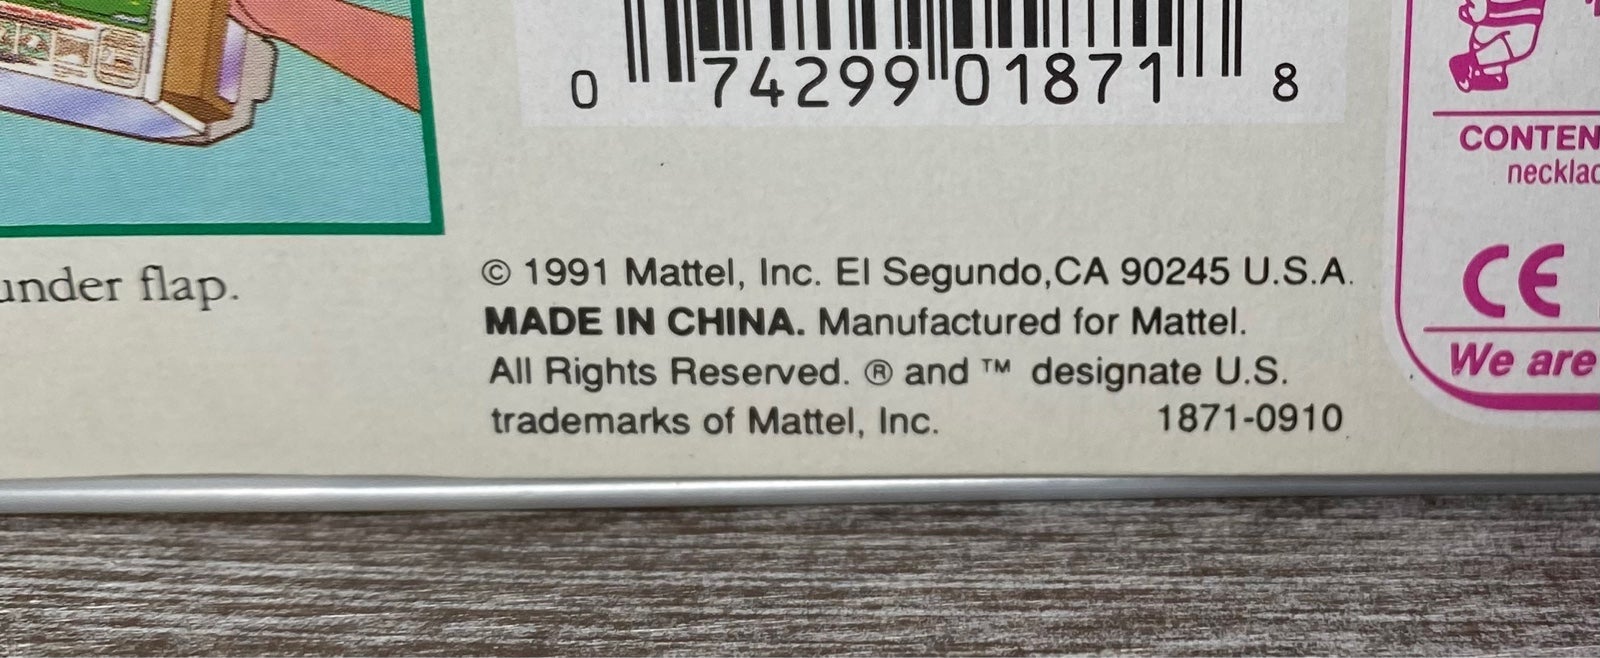 0 74299 01871 8
CONTEN
necklac
under flap.
© 1991 Mattel, Inc. El Segundo, CA 90245 U.S.A.
MADE IN CHINA. Manufactured for Mattel.
All Rights Reserved. ® and ™ designate U.S.
trademarks of Mattel, Inc. 1871-0910
CE
We are